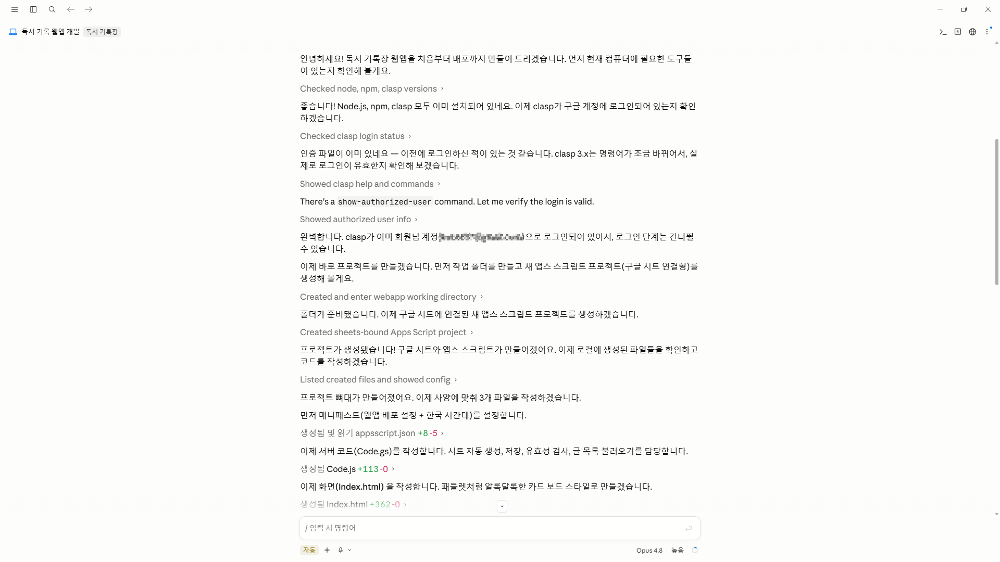 독서 기록 웹앱 개발 독서 기록장
안녕하세요! 독서 기록장 웹앱을 처음부터 배포까지 만들어 드리겠습니다. 먼저 현재 컴퓨터에 필요한 도구들
이 있는지 확인해 볼게요.
Checked node, npm, clasp versions ›
좋습니다! Node.js, npm, clasp 모두 이미 설치되어 있네요. 이제 clasp가 구글 계정에 로그인되어 있는지 확인
하겠습니다.
Checked clasp login status ›
인증 파일이 이미 있네요 — 이전에 로그인하신 적이 있는 것 같습니다. clasp 3.x는 명령어가 조금 바뀌어서, 실
제로 로그인이 유효한지 확인해 보겠습니다.
Showed clasp help and commands ›
There's a show-authorized-user command. Let me verify the login is valid.
Showed authorized user info ›
완벽합니다. clasp가 이미 회원님 계정( )으로 로그인되어 있어서, 로그인 단계는 건너뛸
수 있습니다.
이제 바로 프로젝트를 만들겠습니다. 먼저 작업 폴더를 만들고 새 앱스 스크립트 프로젝트(구글 시트 연결형)를
생성해 볼게요.
Created and enter webapp working directory ›
폴더가 준비됐습니다. 이제 구글 시트에 연결된 새 앱스 스크립트 프로젝트를 생성하겠습니다.
Created sheets-bound Apps Script project ›
프로젝트가 생성됐습니다! 구글 시트와 앱스 스크립트가 만들어졌어요. 이제 로컬에 생성된 파일들을 확인하고
코드를 작성하겠습니다.
Listed created files and showed config ›
프로젝트 뼈대가 만들어졌어요. 이제 사양에 맞춰 3개 파일을 작성하겠습니다.
먼저 매니페스트(웹앱 배포 설정 + 한국 시간대)를 설정합니다.
생성됨 및 읽기 appsscript.json +8 -5 ›
이제 서버 코드(Code.gs)를 작성합니다. 시트 자동 생성, 저장, 유효성 검사, 글 목록 불러오기를 담당합니다.
생성됨 Code.js +113 -0 ›
이제 화면(Index.html) 을 작성합니다. 패들렛처럼 알록달록한 카드 보드 스타일로 만들겠습니다.
생성됨 Index.html +362 -0 ›
/ 입력 시 명령어
자동 Opus 4.8 높음